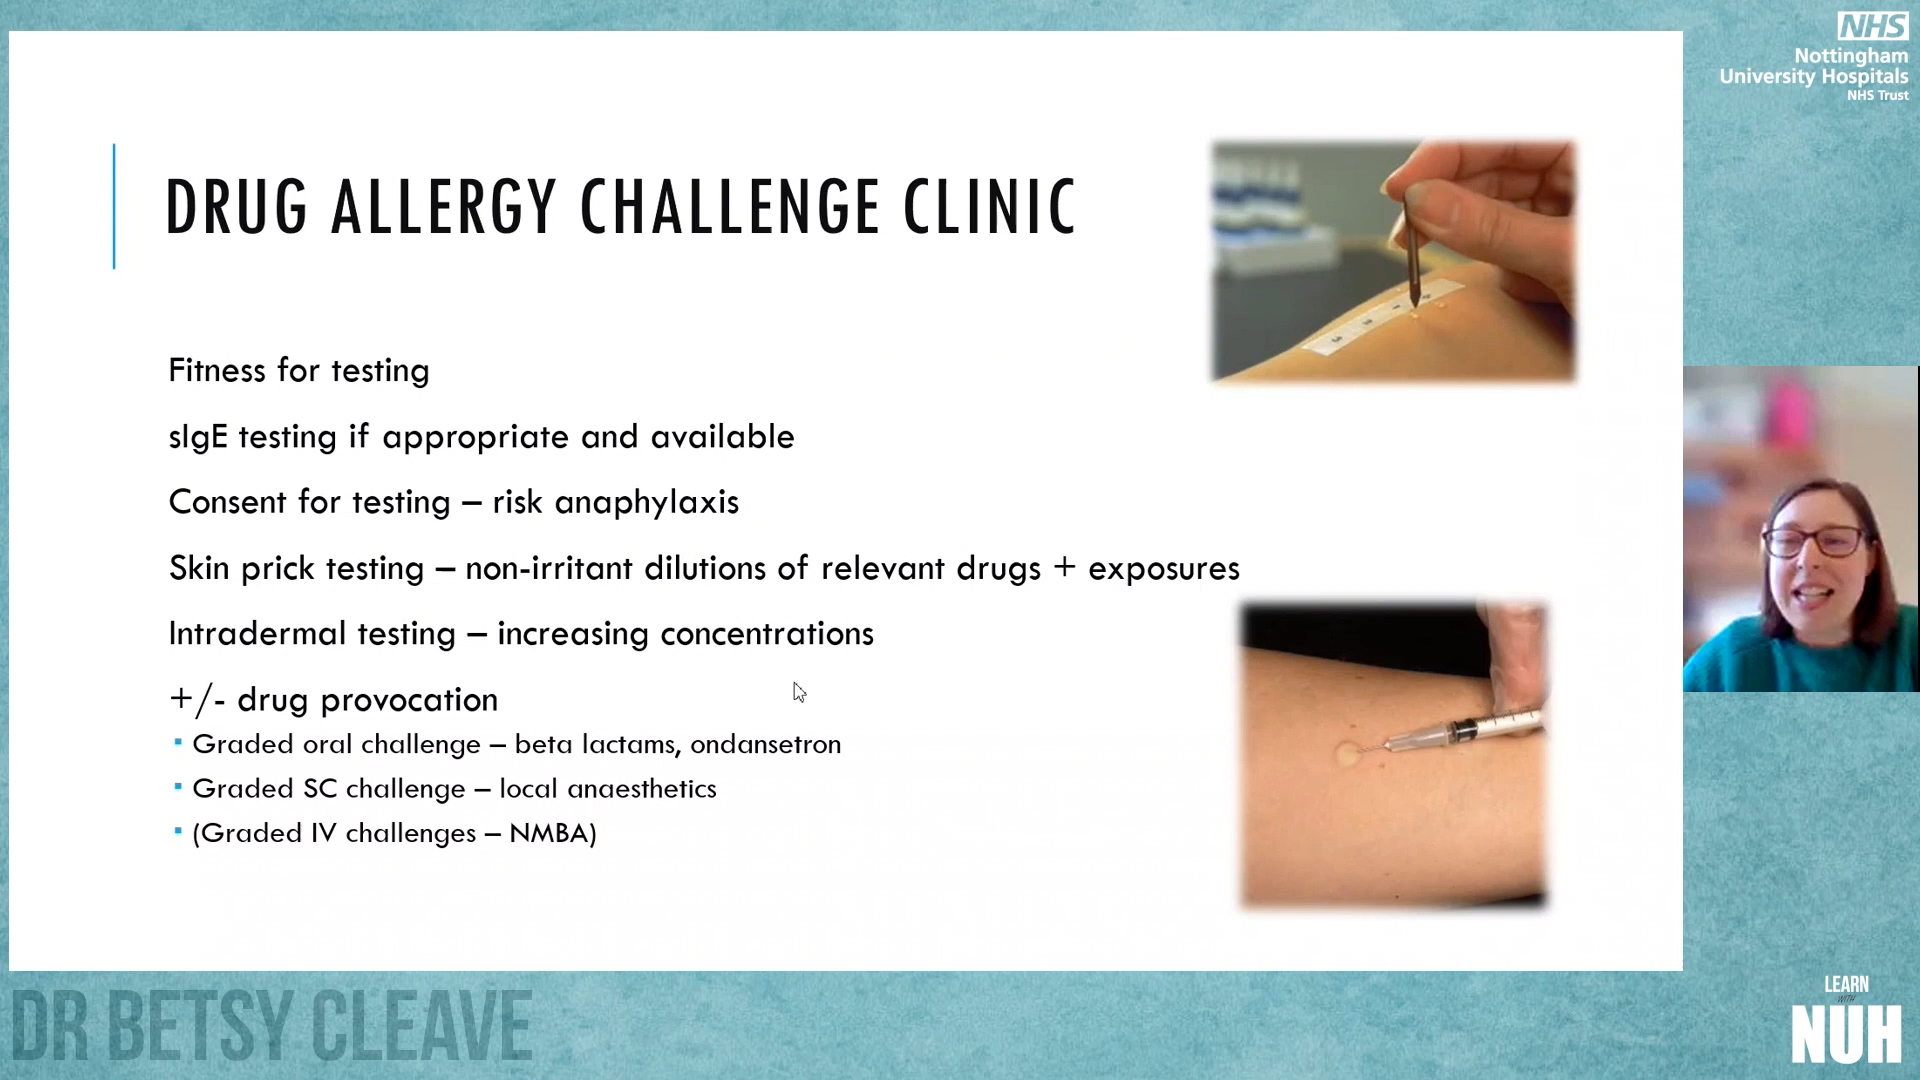 NHS
Nottingham
University Hospitals
NHS Trust
DRUG ALLERGY CHALLENGE CLINIC
Fitness for testing
sIgE testing if appropriate and available
Consent for testing – risk anaphylaxis
Skin prick testing – non-irritant dilutions of relevant drugs + exposures
Intradermal testing – increasing concentrations
+/- drug provocation
▪ Graded oral challenge – beta lactams, ondansetron
▪ Graded SC challenge – local anaesthetics
▪ (Graded IV challenges – NMBA)
DR BETSY CLEAVE
LEARN
WITH
NUH